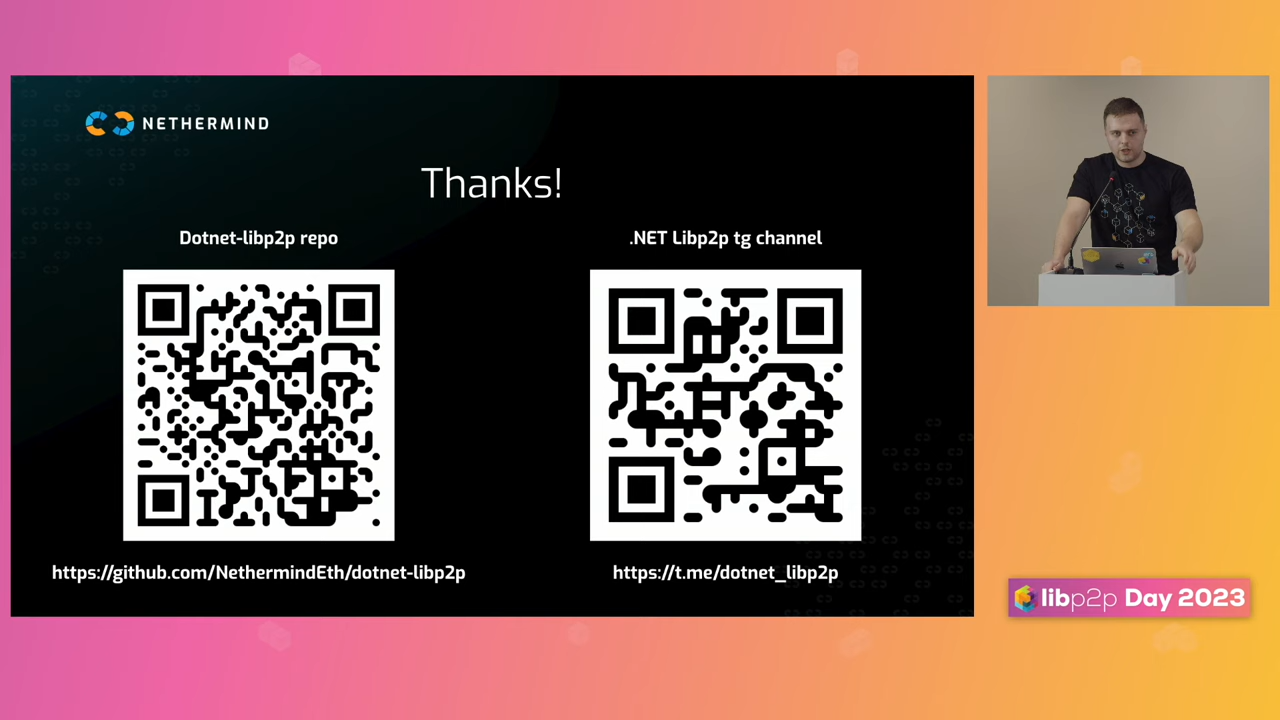 NETHERMIND
Thanks!
Dotnet-libp2p repo
.NET Libp2p tg channel
https://github.com/NethermindEth/dotnet-libp2p
https://t.me/dotnet_libp2p
libp2p Day 2023